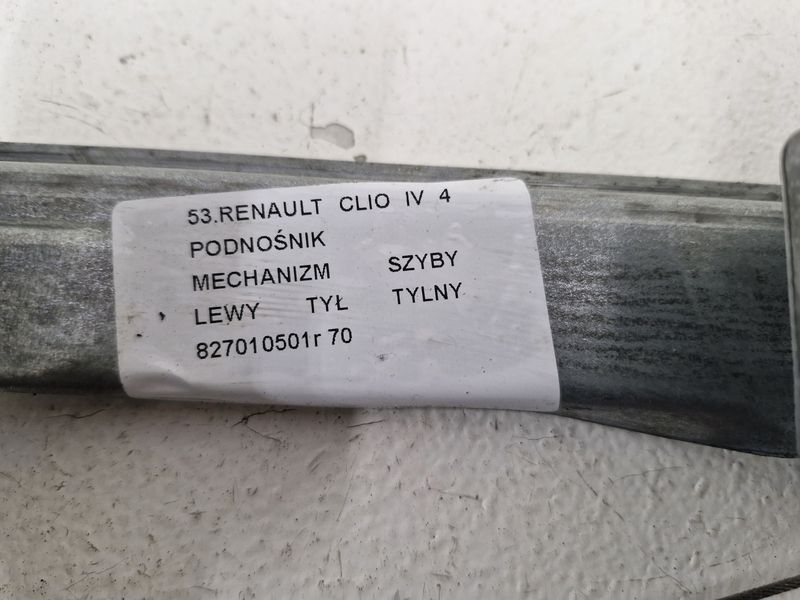 53.RENAULT CLIO IV 4
PODNOŚNIK
MECHANIZM SZYBY
LEWY TYŁ TYLNY
827010501r 70